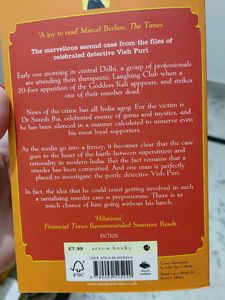 'A joy to read' Marcel Berlins, The Times
The marvellous second case from the files of
celebrated detective Vish Puri
Early one morning in central Delhi, a group of professionals
are attending their therapeutic Laughing Club when a
20-foot apparition of the Goddess Kali appears, and strikes
one of their number dead.
News of the crime has all India agog. For the victim is
Dr Suresh Jha, celebrated enemy of gurus and mystics, and
he has been silenced in a manner calculated to unnerve even
his most loyal supporters.
As the media go into a frenzy, it becomes clear that the case
goes to the heart of the battle between superstition and
rationality in modern India. But the fact remains that a
murder has been committed. And one man is perfectly
placed to investigate: the portly detective Vish Puri.
In fact, the idea that he could resist getting involved in such
a tantalising murder case is preposterous. There is so
much chance of him going without his lunch.
'Hilarious'
Financial Times Recommended Summer Reads
FICTION
£7.99
arrow books
FSC